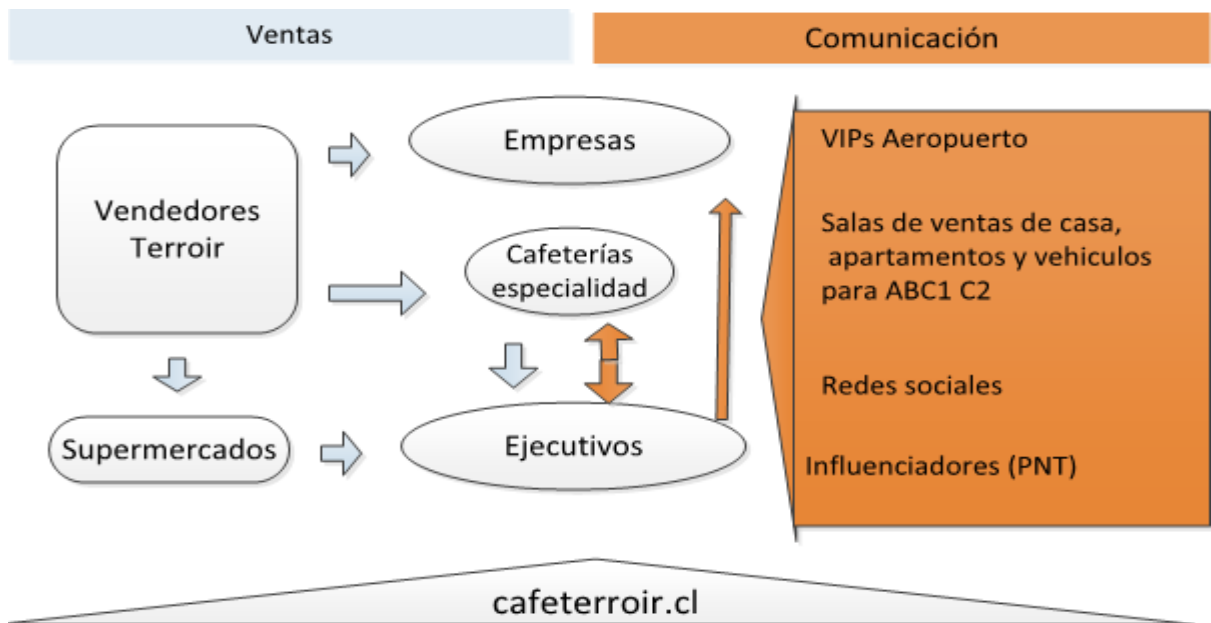 Ventas
Comunicación
Vendedores
Terroir
Empresas
Cafeterías
especialidad
Supermercados
Ejecutivos
VIPs Aeropuerto
Salas de ventas de casa,
apartamentos y vehiculos
para ABC1 C2
Redes sociales
Influenciadores (PNT)
cafeterroir.cl